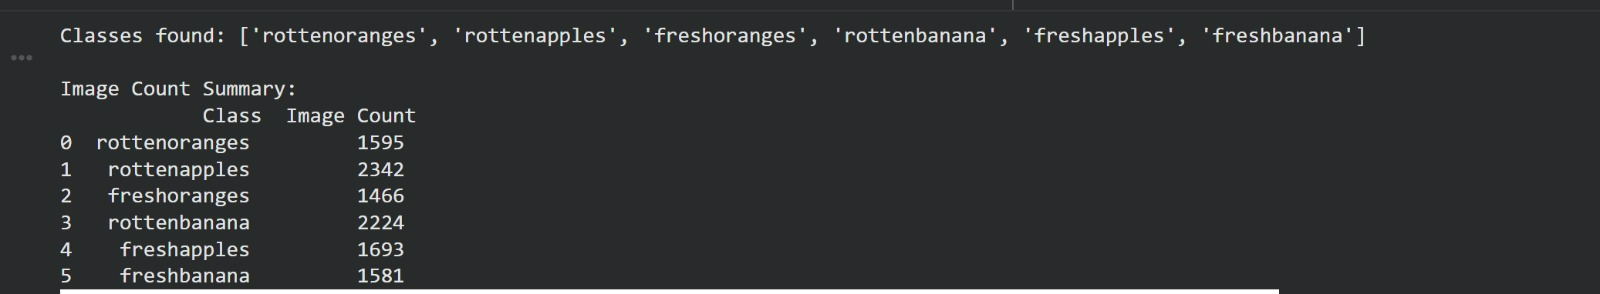 Classes found: ['rottenoranges', 'rottenapples', 'freshoranges', 'rottenbanana', 'freshapples', 'freshbanana']
Image Count Summary:
Class Image Count
0 rottenoranges 1595
1 rottenapples 2342
2 freshoranges 1466
3 rottenbanana 2224
4 freshapples 1693
5 freshbanana 1581